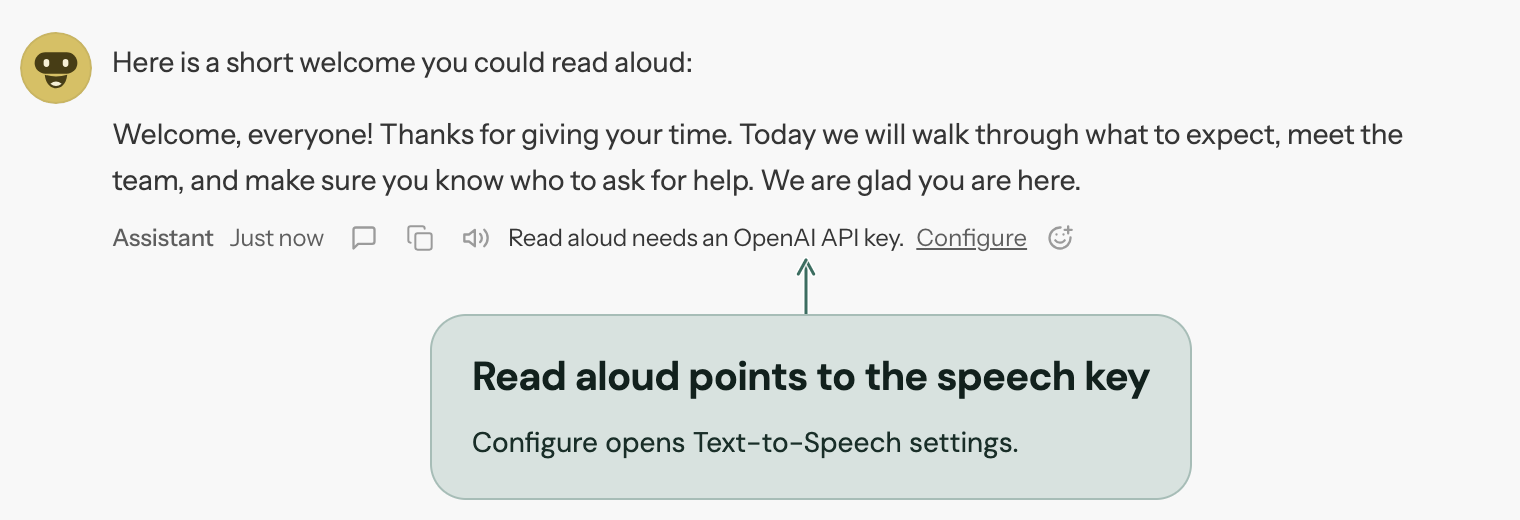 Here is a short welcome you could read aloud:
Welcome, everyone! Thanks for giving your time. Today we will walk through what to expect, meet the
team, and make sure you know who to ask for help. We are glad you are here.
Assistant Just now Read aloud needs an OpenAI API key. Configure
Read aloud points to the speech key
Configure opens Text-to-Speech settings.